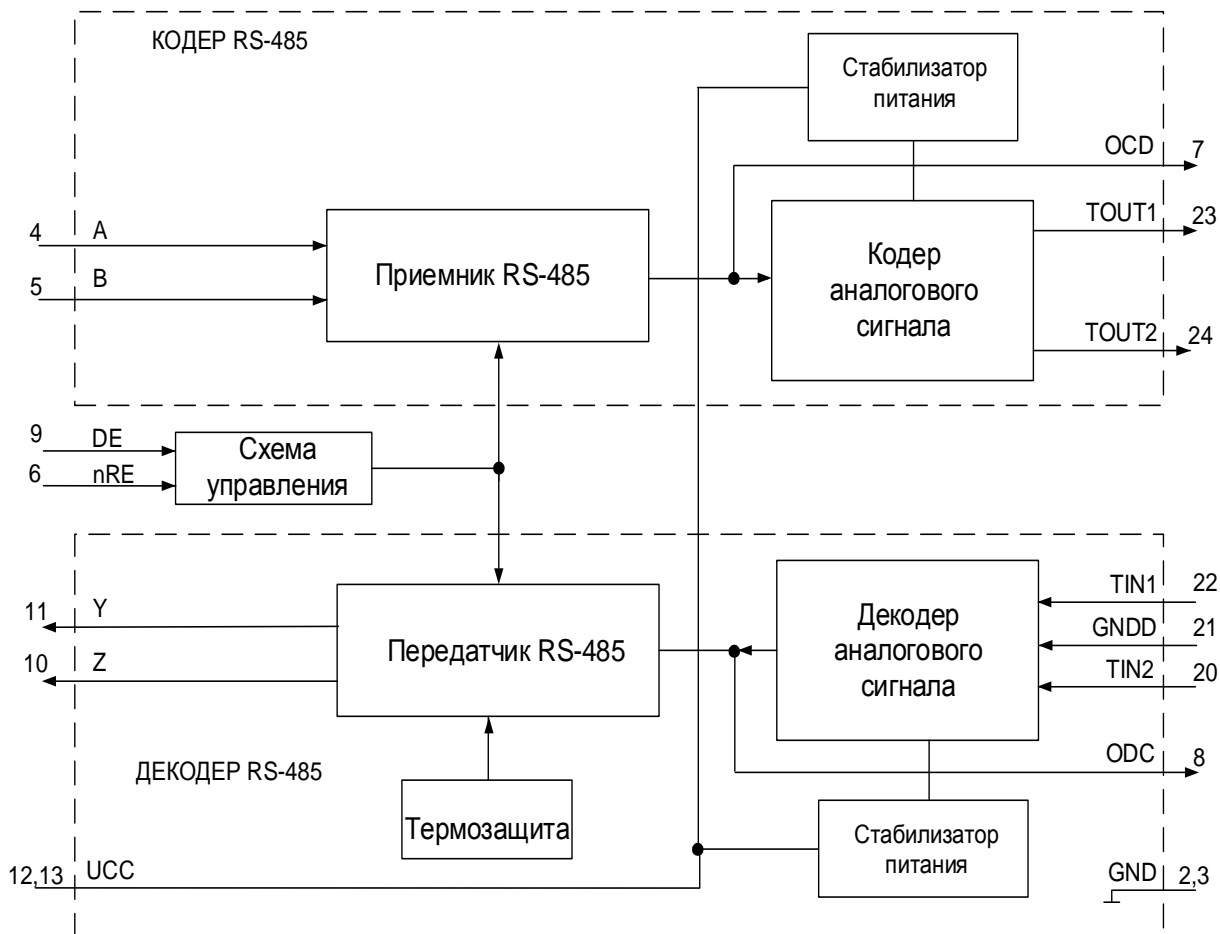 КОДЕР RS-485
Стабилизатор
питания
OCD 7
4 A
5 B
Приемник RS-485
Кодер
аналогового
сигнала
TOUT1 23
TOUT2 24
9 DE
6 nRE
Схема
управления
11 Y
10 Z
Передатчик RS-485
Декодер
аналогового
сигнала
TIN1 22
GNDD 21
TIN2 20
ODC 8
ДЕКОДЕР RS-485
Термозащита
Стабилизатор
питания
12,13 UCC
GND 2,3